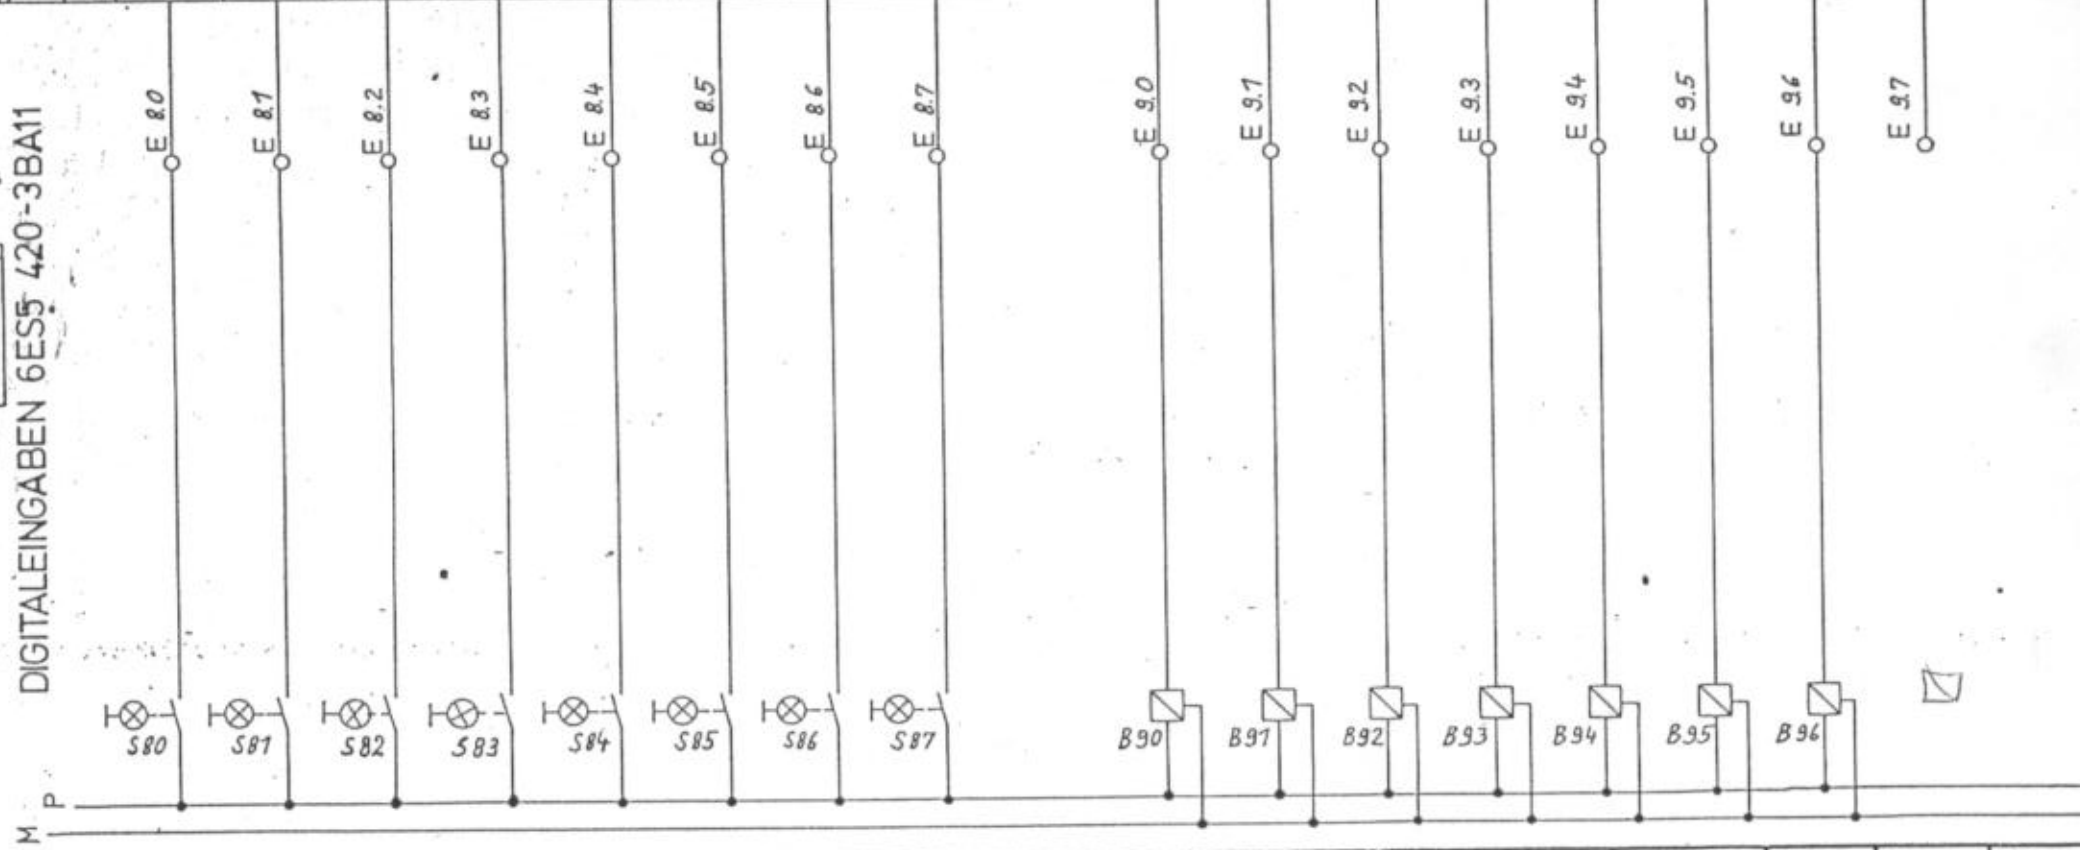 DIGITALEINGABEN 6ES5 420-3BA11
E 8.0
E 8.1
E 8.2
E 8.3
E 8.4
E 8.5
E 8.6
E 8.7
E 9.0
E 9.1
E 9.2
E 9.3
E 9.4
E 9.5
E 9.6
E 9.7
S80
S81
S82
S83
S84
S85
S86
S87
B90
B91
B92
B93
B94
B95
B96
P
M